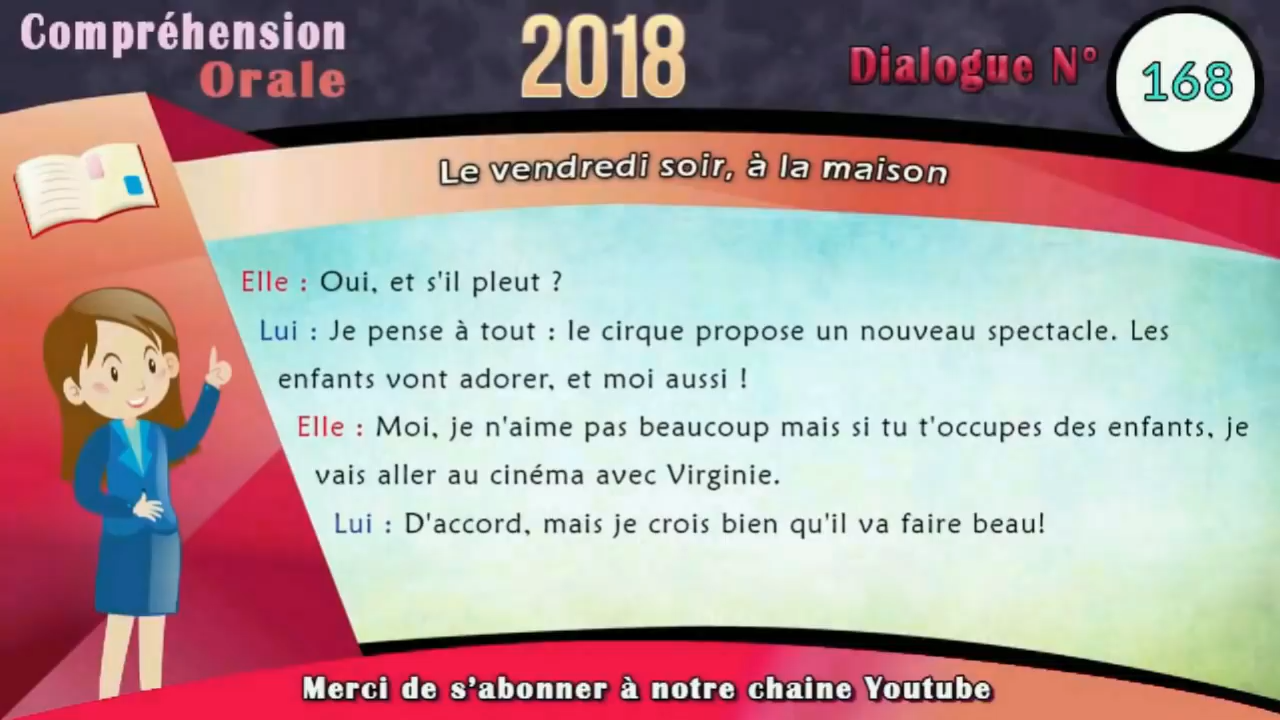 Compréhension
Orale
2018
Dialogue N°
168
Le vendredi soir, à la maison
Elle : Oui, et s'il pleut ?
Lui : Je pense à tout : le cirque propose un nouveau spectacle. Les
enfants vont adorer, et moi aussi !
Elle : Moi, je n'aime pas beaucoup mais si tu t'occupes des enfants, je
vais aller au cinéma avec Virginie.
Lui : D'accord, mais je crois bien qu'il va faire beau!
Merci de s'abonner à notre chaine Youtube